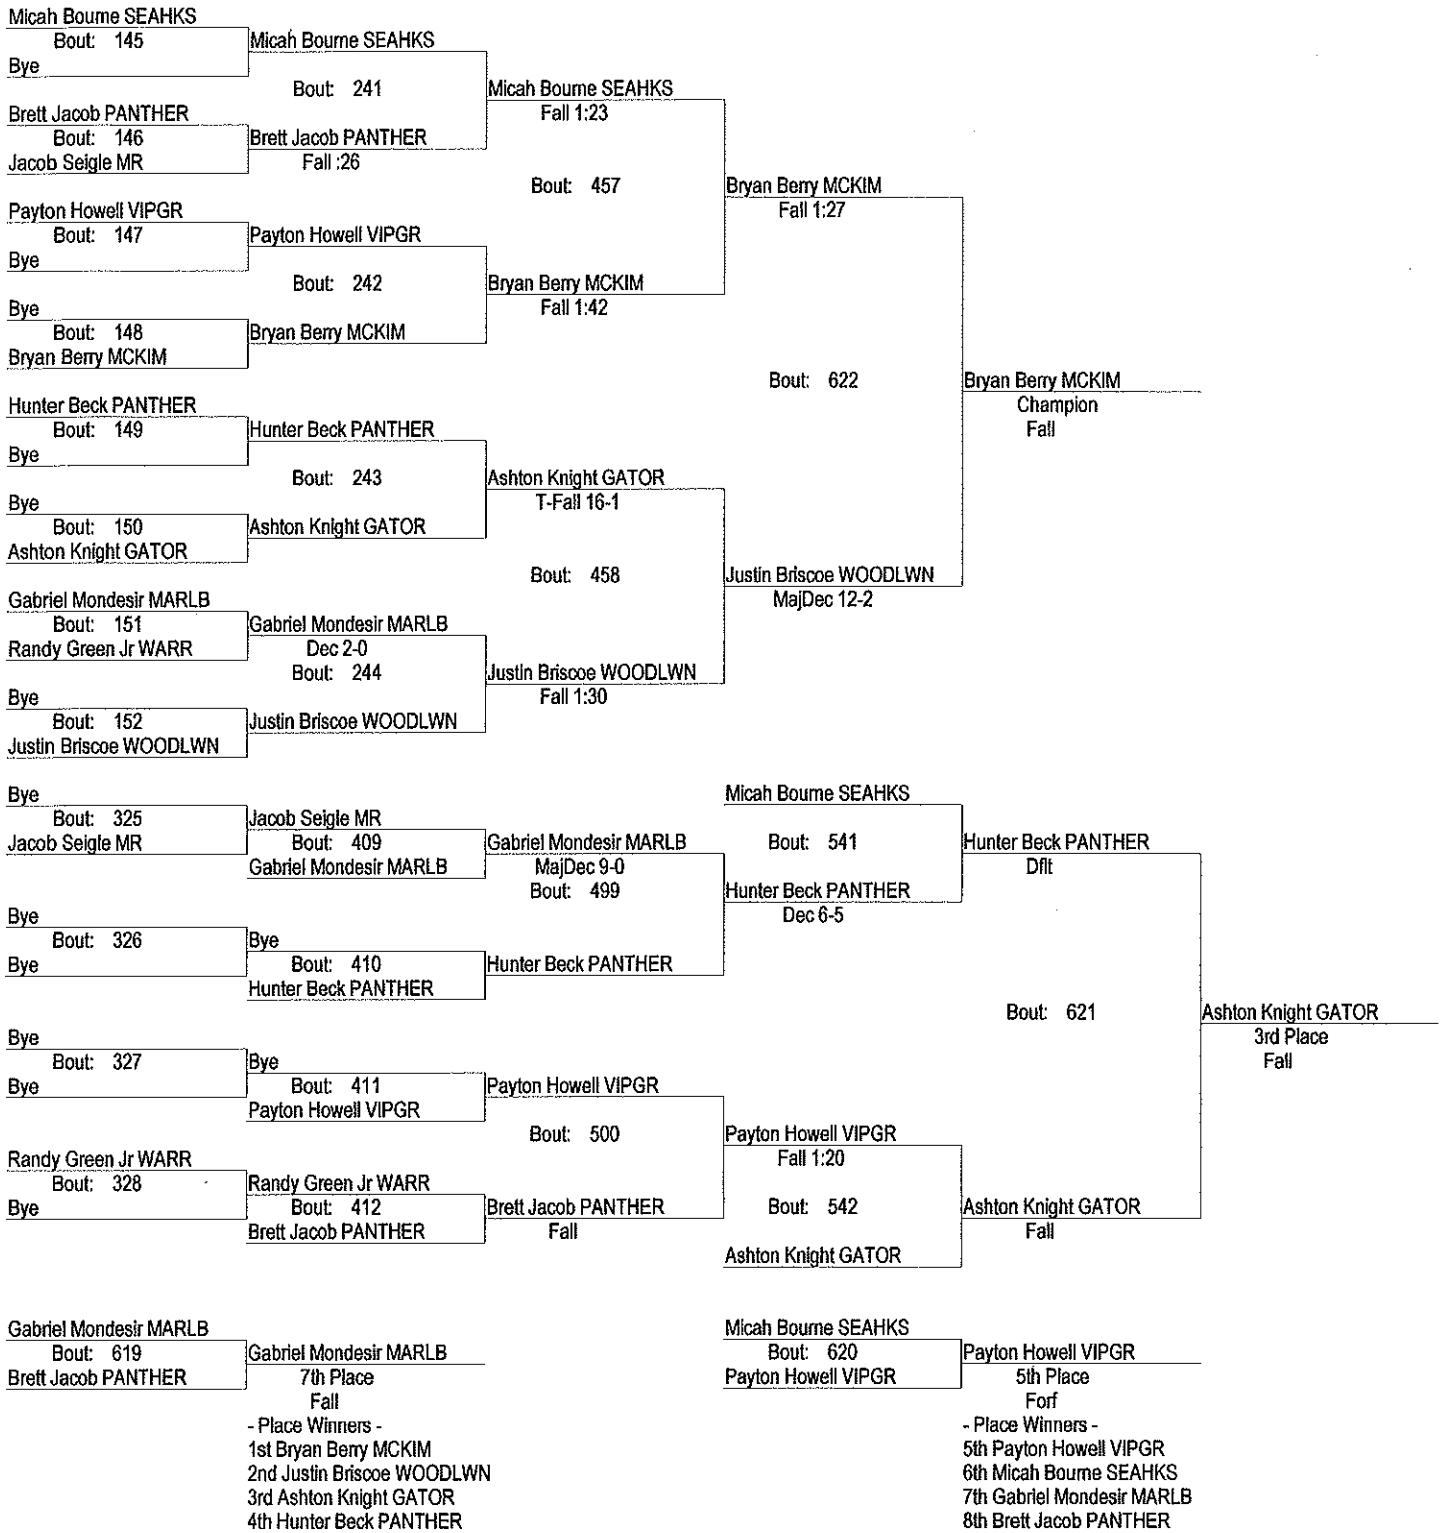 Micah Bourne SEAHKS
Bout: 145
Bye
Micah Bourne SEAHKS
Bout: 241
Brett Jacob PANTHER
Bout: 146
Jacob Seigle MR
Brett Jacob PANTHER
Fall :26
Micah Bourne SEAHKS
Fall 1:23
Bout: 457
Payton Howell VIPGR
Bout: 147
Bye
Payton Howell VIPGR
Bout: 242
Bye
Bout: 148
Bryan Berry MCKIM
Bryan Berry MCKIM
Bryan Berry MCKIM
Fall 1:42
Bryan Berry MCKIM
Fall 1:27
Bout: 622
Bryan Berry MCKIM
Champion
Fall
Hunter Beck PANTHER
Bout: 149
Bye
Hunter Beck PANTHER
Bout: 243
Bye
Bout: 150
Ashton Knight GATOR
Ashton Knight GATOR
Ashton Knight GATOR
T-Fall 16-1
Bout: 458
Gabriel Mondesir MARLB
Bout: 151
Randy Green Jr WARR
Gabriel Mondesir MARLB
Dec 2-0
Bout: 244
Bye
Bout: 152
Justin Briscoe WOODLWN
Justin Briscoe WOODLWN
Justin Briscoe WOODLWN
Fall 1:30
Justin Briscoe WOODLWN
MajDec 12-2
Bye
Bout: 325
Jacob Seigle MR
Jacob Seigle MR
Bout: 409
Gabriel Mondesir MARLB
Gabriel Mondesir MARLB
MajDec 9-0
Bout: 499
Bye
Bout: 326
Bye
Bye
Bout: 410
Hunter Beck PANTHER
Hunter Beck PANTHER
Micah Bourne SEAHKS
Bout: 541
Hunter Beck PANTHER
Dec 6-5
Hunter Beck PANTHER
Dflt
Bout: 621
Ashton Knight GATOR
3rd Place
Fall
Bye
Bout: 327
Bye
Bye
Bout: 411
Payton Howell VIPGR
Payton Howell VIPGR
Bout: 500
Randy Green Jr WARR
Bout: 328
Bye
Randy Green Jr WARR
Bout: 412
Brett Jacob PANTHER
Brett Jacob PANTHER
Fall
Payton Howell VIPGR
Fall 1:20
Bout: 542
Ashton Knight GATOR
Ashton Knight GATOR
Fall
Gabriel Mondesir MARLB
Bout: 619
Brett Jacob PANTHER
Gabriel Mondesir MARLB
7th Place
Fall
- Place Winners -
1st Bryan Berry MCKIM
2nd Justin Briscoe WOODLWN
3rd Ashton Knight GATOR
4th Hunter Beck PANTHER
Micah Bourne SEAHKS
Bout: 620
Payton Howell VIPGR
Payton Howell VIPGR
5th Place
Forf
- Place Winners -
5th Payton Howell VIPGR
6th Micah Bourne SEAHKS
7th Gabriel Mondesir MARLB
8th Brett Jacob PANTHER